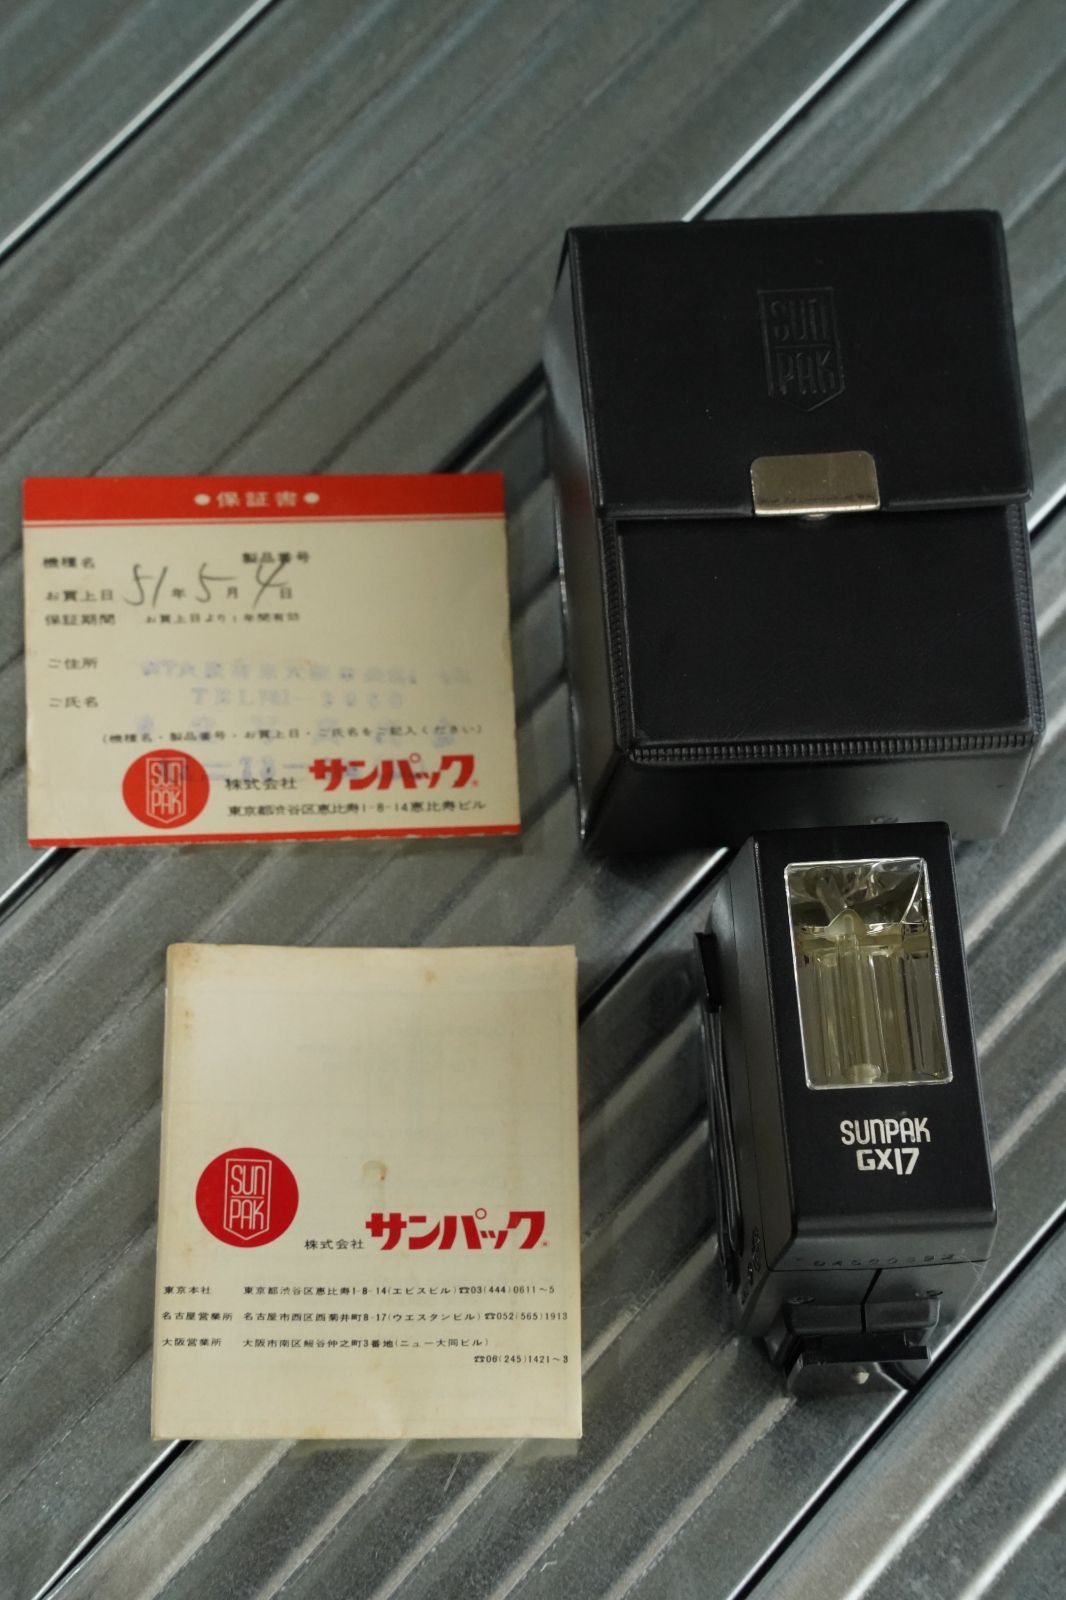 SUN
PAK
●保証書●
機種名 製品番号
お買上日 51年5月4日
保証期間 お買上日より1年間有効
ご住所
ご氏名
(機種名・製品番号・お買上日・ご氏名をご記入ください)
SUN
PAK
株式会社 サンパック
東京都渋谷区恵比寿1-8-14恵比寿ビル
SUNPAK
GX17
SUN
PAK
株式会社 サンパック
東京本社 東京都渋谷区恵比寿1-8-14(エビスビル)☎03(444)0611〜5
名古屋営業所 名古屋市西区西菊井町8-17(ウエスタンビル)☎052(565)1913
大阪営業所 大阪市南区鰻谷仲之町3番地(ニュー大同ビル)
☎06(245)1421〜3